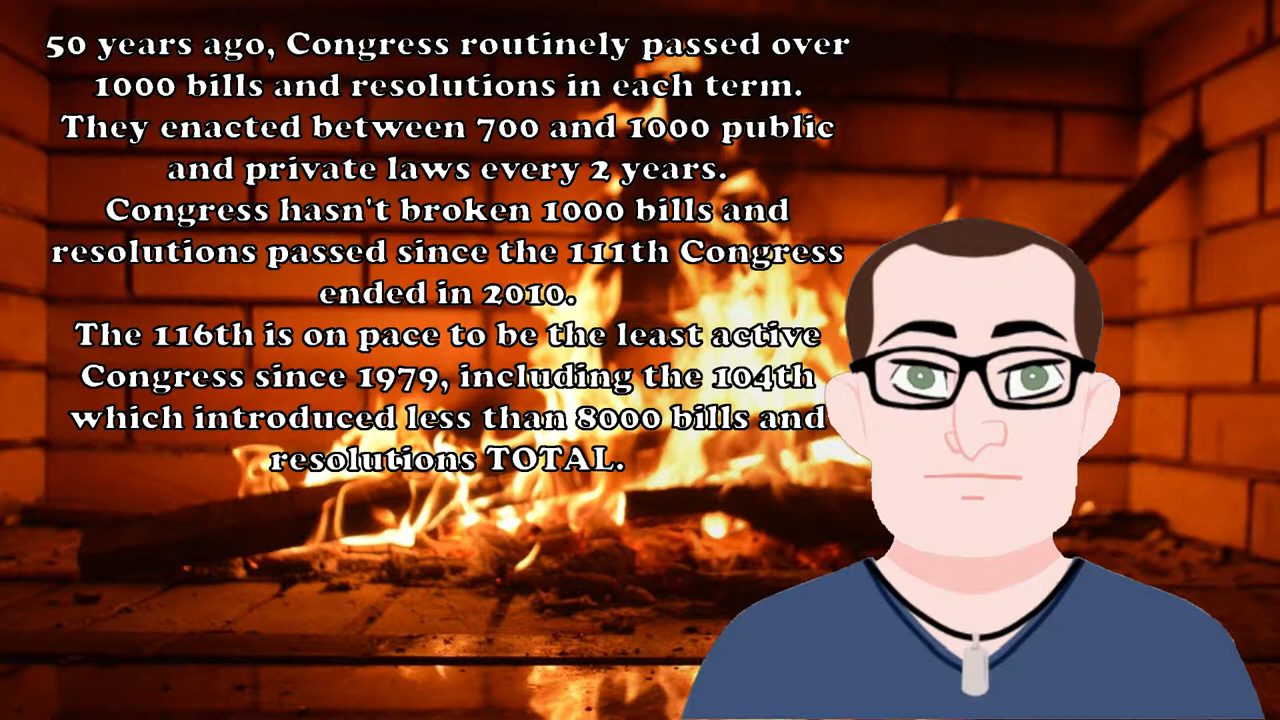 50 years ago, Congress routinely passed over
1000 bills and resolutions in each term.
They enacted between 700 and 1000 public
and private laws every 2 years.
Congress hasn't broken 1000 bills and
resolutions passed since the 111th Congress
ended in 2010.
The 116th is on pace to be the least active
Congress since 1979, including the 104th
which introduced less than 8000 bills and
resolutions TOTAL.